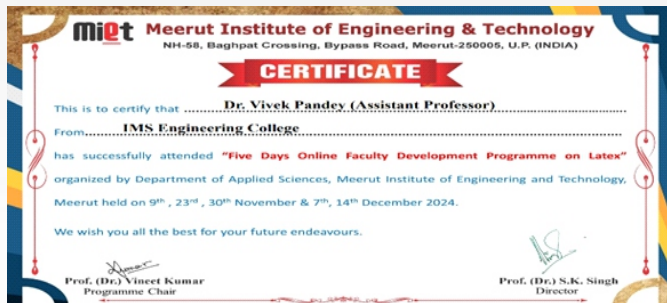 miet Meerut Institute of Engineering & Technology
NH-58, Baghpat Crossing, Bypass Road, Meerut-250005, U.P. (INDIA)
CERTIFICATE
This is to certify that ........Dr. Vivek Pandey (Assistant Professor)
From........IMS Engineering College
has successfully attended "Five Days Online Faculty Development Programme on Latex"
organized by Department of Applied Sciences, Meerut Institute of Engineering and Technology,
Meerut held on 9th , 23rd , 30th November & 7th, 14th December 2024.
We wish you all the best for your future endeavours.
Prof. (Dr.) Vineet Kumar
Programme Chair
Prof. (Dr.) S.K. Singh
Director